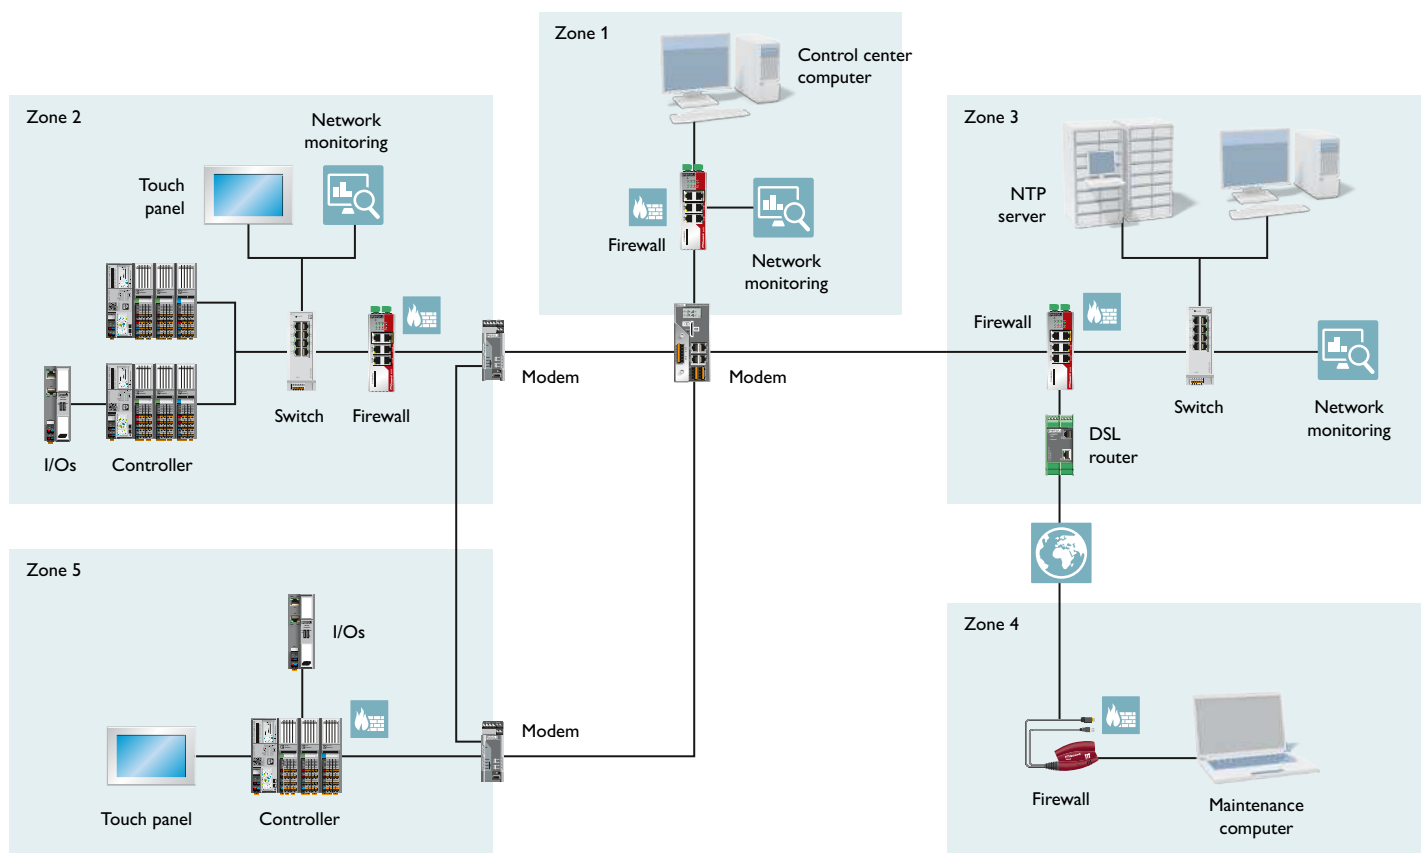 Zone 1
Control center
computer
Firewall
Network
monitoring
Zone 2
Network
monitoring
Touch
panel
Switch
Firewall
I/Os
Controller
Modem
Modem
Zone 3
NTP
server
Firewall
Switch
Network
monitoring
DSL
router
Zone 5
I/Os
Modem
Touch panel
Controller
Zone 4
Firewall
Maintenance
computer